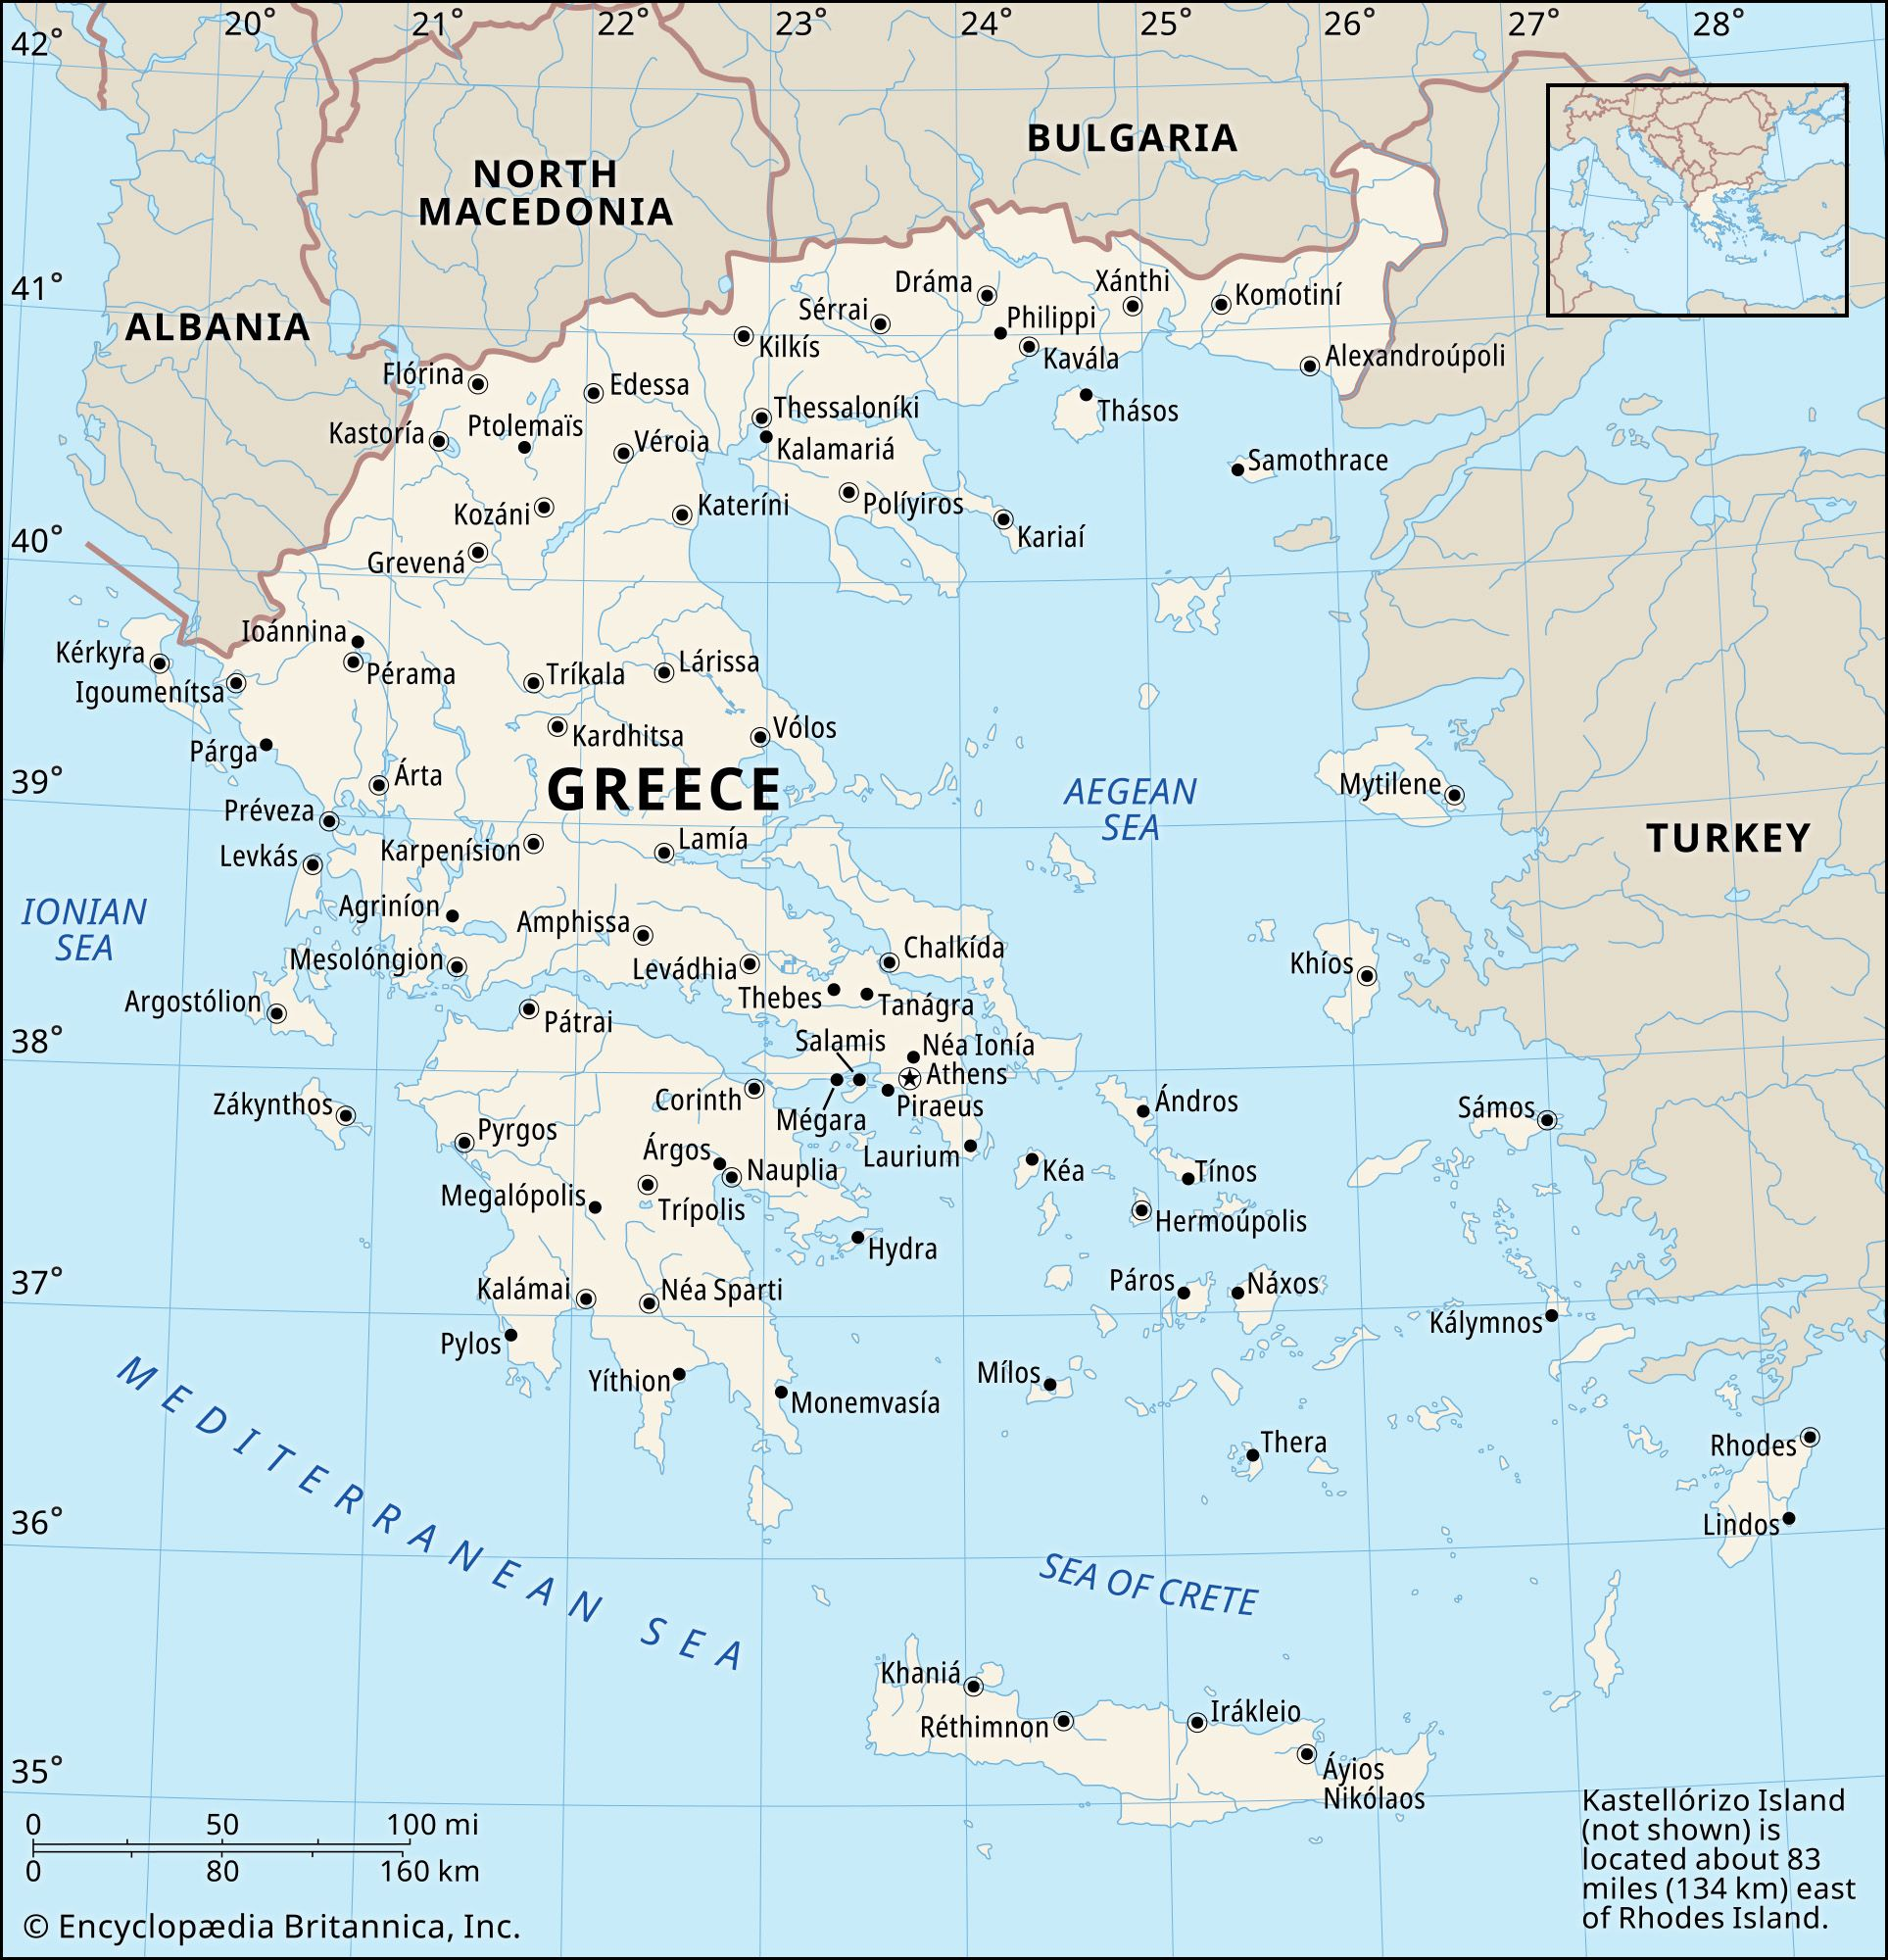 20°
21°
22°
23°
24°
25°
26°
27°
28°
42°
BULGARIA
NORTH
MACEDONIA
41°
Dráma
Xánthi
Komotiní
Sérrai
Philippi
ALBANIA
Kilkís
Kavála
Alexandroúpoli
Flórina
Edessa
Thessaloníki
Thásos
Kastoría
Ptolemaïs
Véroia
Kalamariá
Samothrace
Kozáni
Kateríni
Políyiros
40°
Kariaí
Grevená
Ioánnina
Kérkyra
Pérama
Tríkala
Lárissa
Igoumenítsa
Párga
Kardhitsa
Vólos
39°
Árta
GREECE
AEGEAN
SEA
Mytilene
Préveza
TURKEY
Levkás
Karpenísion
Lamía
IONIAN
SEA
Agriníon
Amphissa
Chalkída
Mesolóngion
Levádhia
Khíos
Argostólion
Thebes
Tanágra
Pátrai
38°
Salamis
Néa Ionía
Athens
Zákynthos
Corinth
Mégara
Piraeus
Ándros
Sámos
Pyrgos
Árgos
Nauplia
Laurium
Kéa
Tínos
Megalópolis
Trípolis
Hermoúpolis
Hydra
37°
Kalámai
Néa Sparti
Páros
Náxos
Kálymnos
Pylos
Yíthion
Monemvasía
Mílos
MEDITERRANEAN SEA
Thera
Rhodes
36°
Lindos
SEA OF CRETE
Khaniá
Réthimnon
Irákleio
35°
Áyios
Nikólaos
0 50 100 mi
0 80 160 km
Kastellórizo Island
(not shown) is
located about 83
miles (134 km) east
of Rhodes Island.
© Encyclopædia Britannica, Inc.